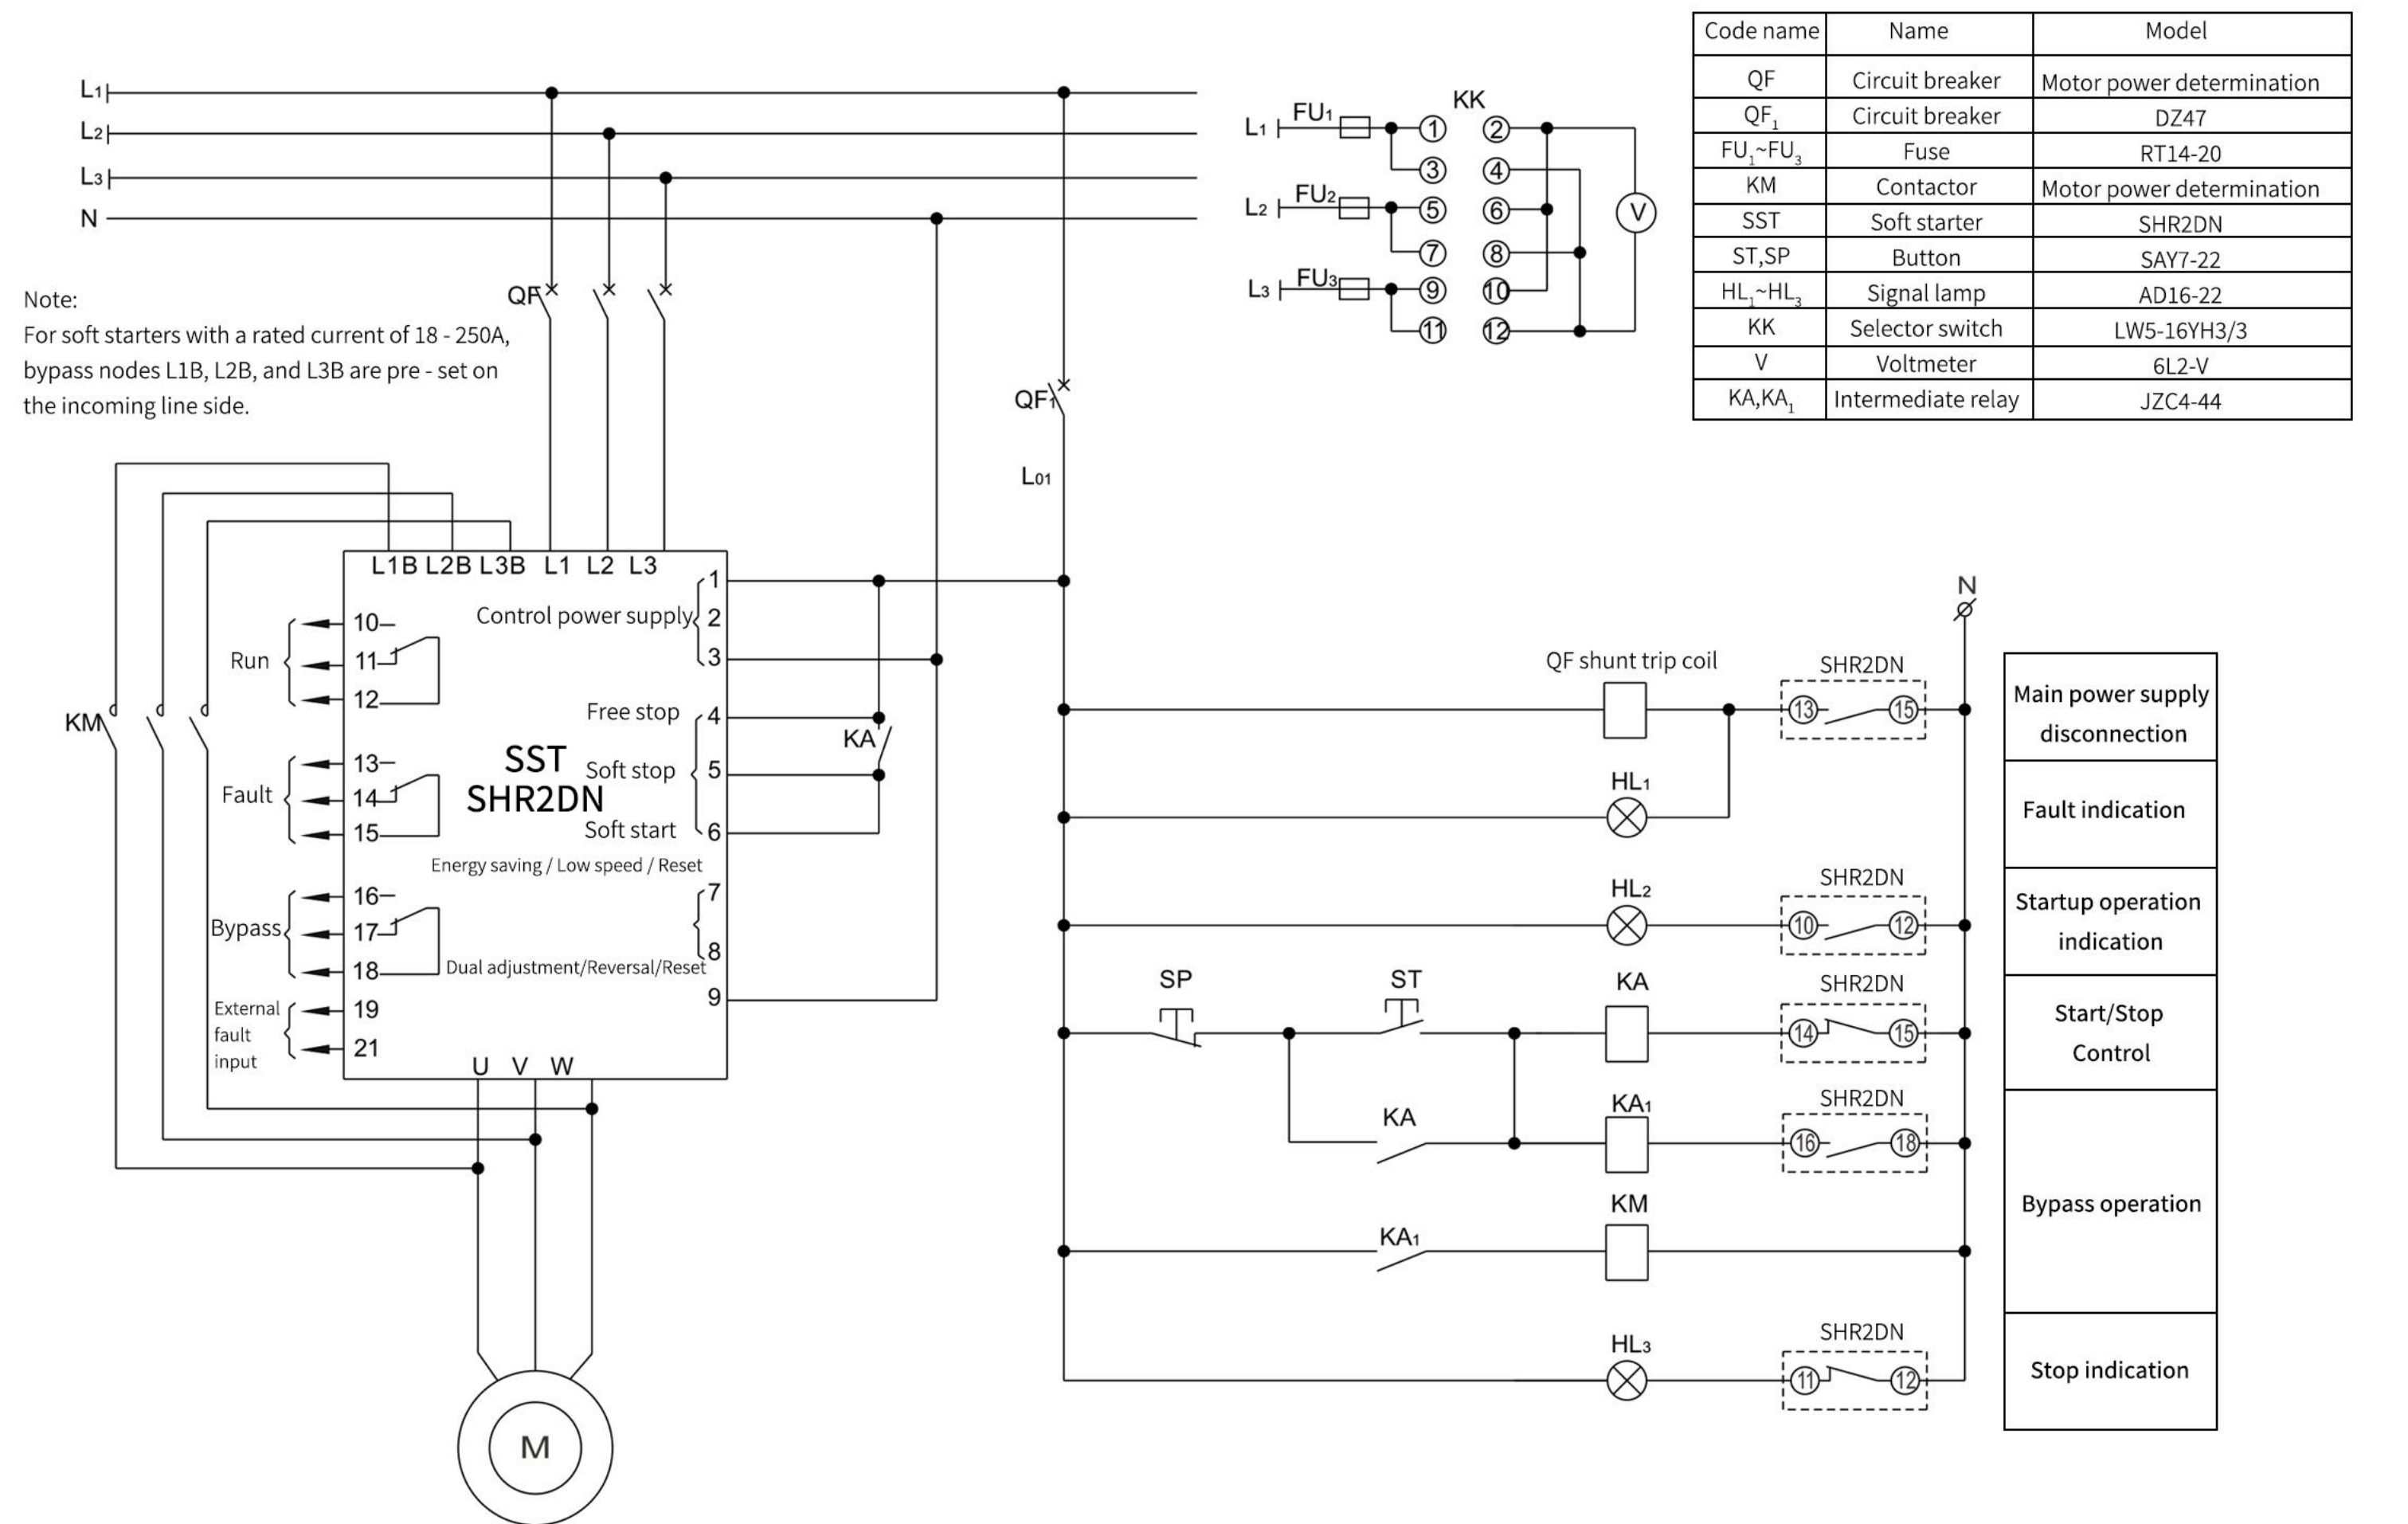 L1
L2
L3
N
Note:
For soft starters with a rated current of 18 - 250A,
bypass nodes L1B, L2B, and L3B are pre - set on
the incoming line side.
QF
QF1
L01
L1 FU1 KK 1 2
3 4
L2 FU2 5 6 V
7 8
L3 FU3 9 10
11 12
Code name Name Model
QF Circuit breaker Motor power determination
QF1 Circuit breaker DZ47
FU1~FU3 Fuse RT14-20
KM Contactor Motor power determination
SST Soft starter SHR2DN
ST,SP Button SAY7-22
HL1~HL3 Signal lamp AD16-22
KK Selector switch LW5-16YH3/3
V Voltmeter 6L2-V
KA,KA1 Intermediate relay JZC4-44
KM
L1B L2B L3B L1 L2 L3
Run
10
11
12
Fault
13
14
15
Bypass
16
17
18
External
fault
input
19
21
SST
SHR2DN
Control power supply
1
2
3
Free stop 4
Soft stop 5
Soft start 6
KA
Energy saving / Low speed / Reset
7
8
Dual adjustment/Reversal/Reset
9
U V W
M
N
QF shunt trip coil SHR2DN
13 15
Main power supply
disconnection
HL1
Fault indication
HL2 SHR2DN
10 12
Startup operation
indication
SP ST KA SHR2DN
14 15
Start/Stop
Control
KA KA1 SHR2DN
16 18
KA1 KM
Bypass operation
HL3 SHR2DN
11 12
Stop indication